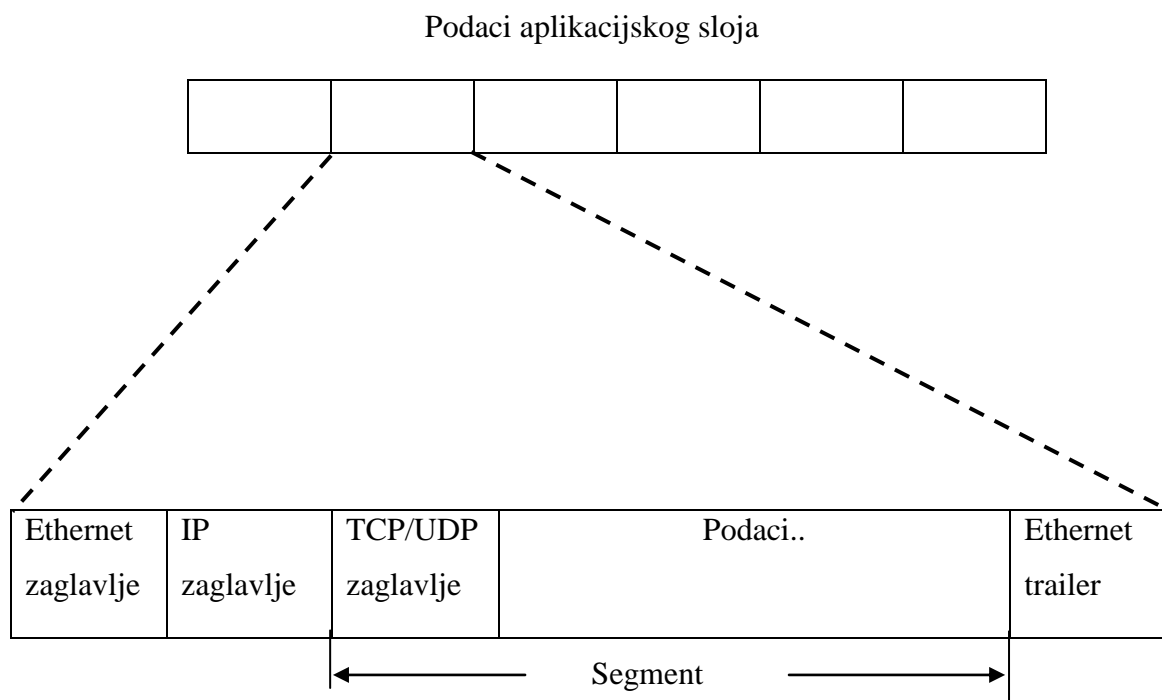 Podaci aplikacijskog sloja
Ethernet zaglavlje
IP zaglavlje
TCP/UDP zaglavlje
Podaci..
Ethernet trailer
Segment